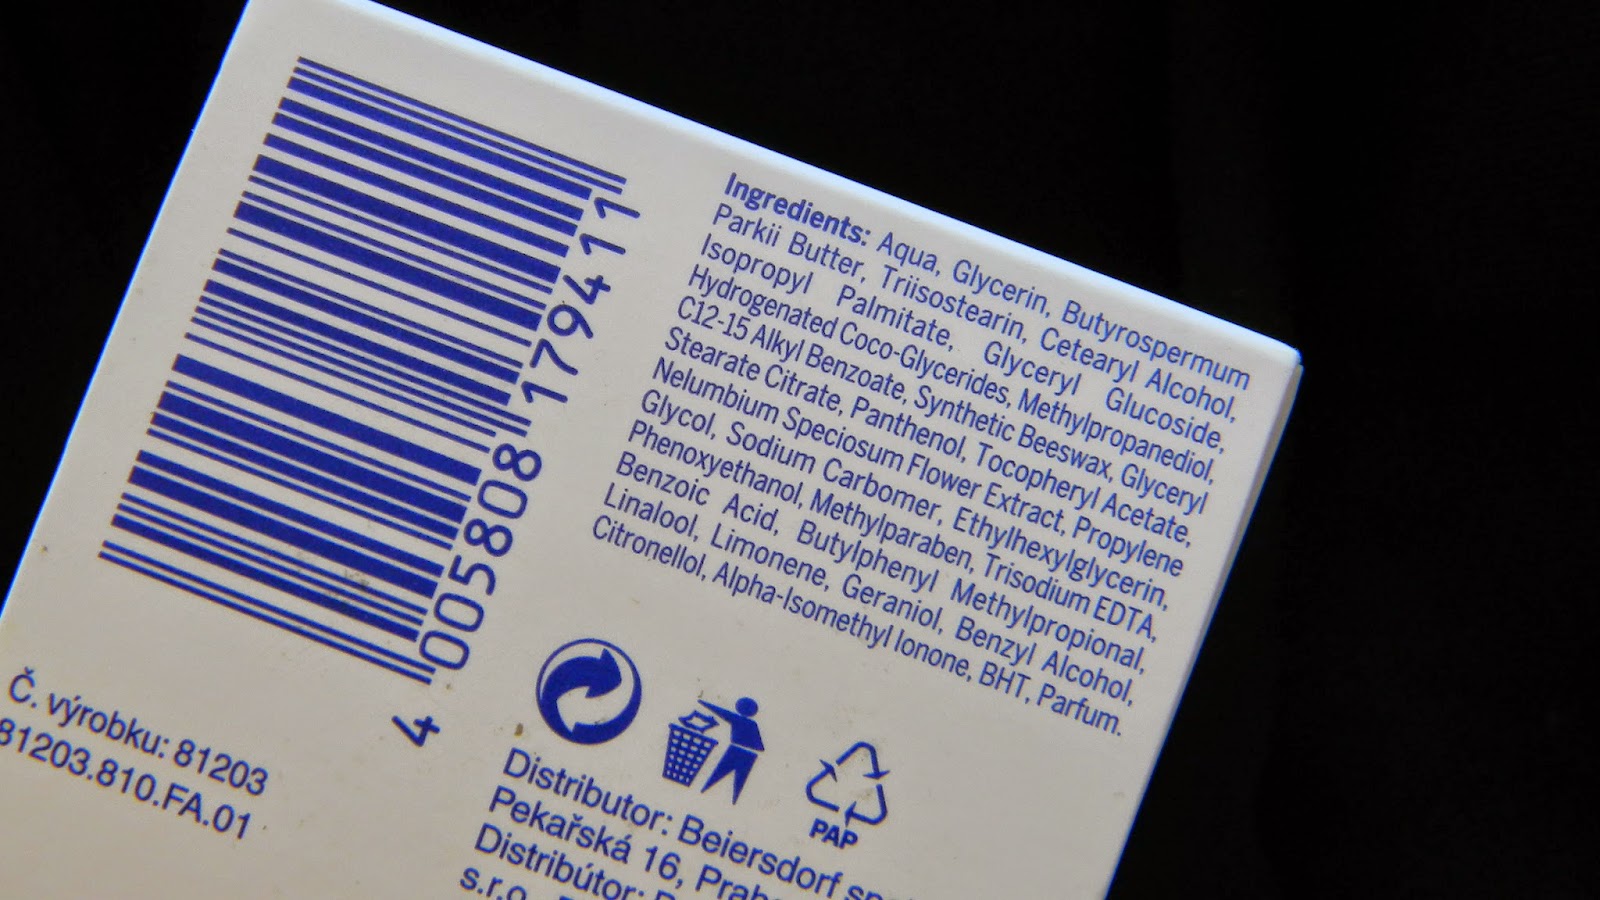 4 005808 179411
Ingredients: Aqua, Glycerin, Butyrospermum
Parkii Butter, Triisostearin, Cetearyl Alcohol,
Isopropyl Palmitate, Glyceryl Glucoside,
Hydrogenated Coco-Glycerides, Methylpropanediol,
C12-15 Alkyl Benzoate, Synthetic Beeswax, Glyceryl
Stearate Citrate, Panthenol, Tocopheryl Acetate,
Nelumbium Speciosum Flower Extract, Propylene
Glycol, Sodium Carbomer, Ethylhexylglycerin,
Phenoxyethanol, Methylparaben, Trisodium EDTA,
Benzoic Acid, Butylphenyl Methylpropional,
Linalool, Limonene, Geraniol, Benzyl Alcohol,
Citronellol, Alpha-Isomethyl Ionone, BHT, Parfum.
PAP
Č. výrobku: 81203
81203.810.FA.01
Distributor: Beiersdorf
Pekařská 16,
Distribútor:
s.r.o.